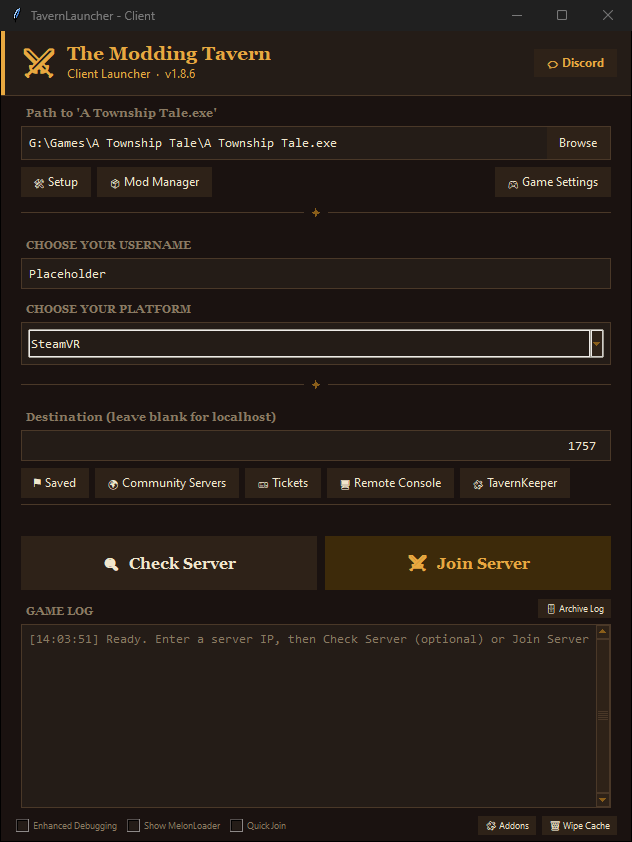 TavernLauncher - Client
The Modding Tavern
Client Launcher · v1.8.6
Discord
Path to 'A Township Tale.exe'
G:\Games\A Township Tale\A Township Tale.exe
Browse
Setup
Mod Manager
Game Settings
CHOOSE YOUR USERNAME
Placeholder
CHOOSE YOUR PLATFORM
SteamVR
Destination (leave blank for localhost)
1757
Saved
Community Servers
Tickets
Remote Console
TavernKeeper
Check Server
Join Server
GAME LOG
Archive Log
[14:03:51] Ready. Enter a server IP, then Check Server (optional) or Join Server
Enhanced Debugging
Show MelonLoader
Quick Join
Addons
Wipe Cache